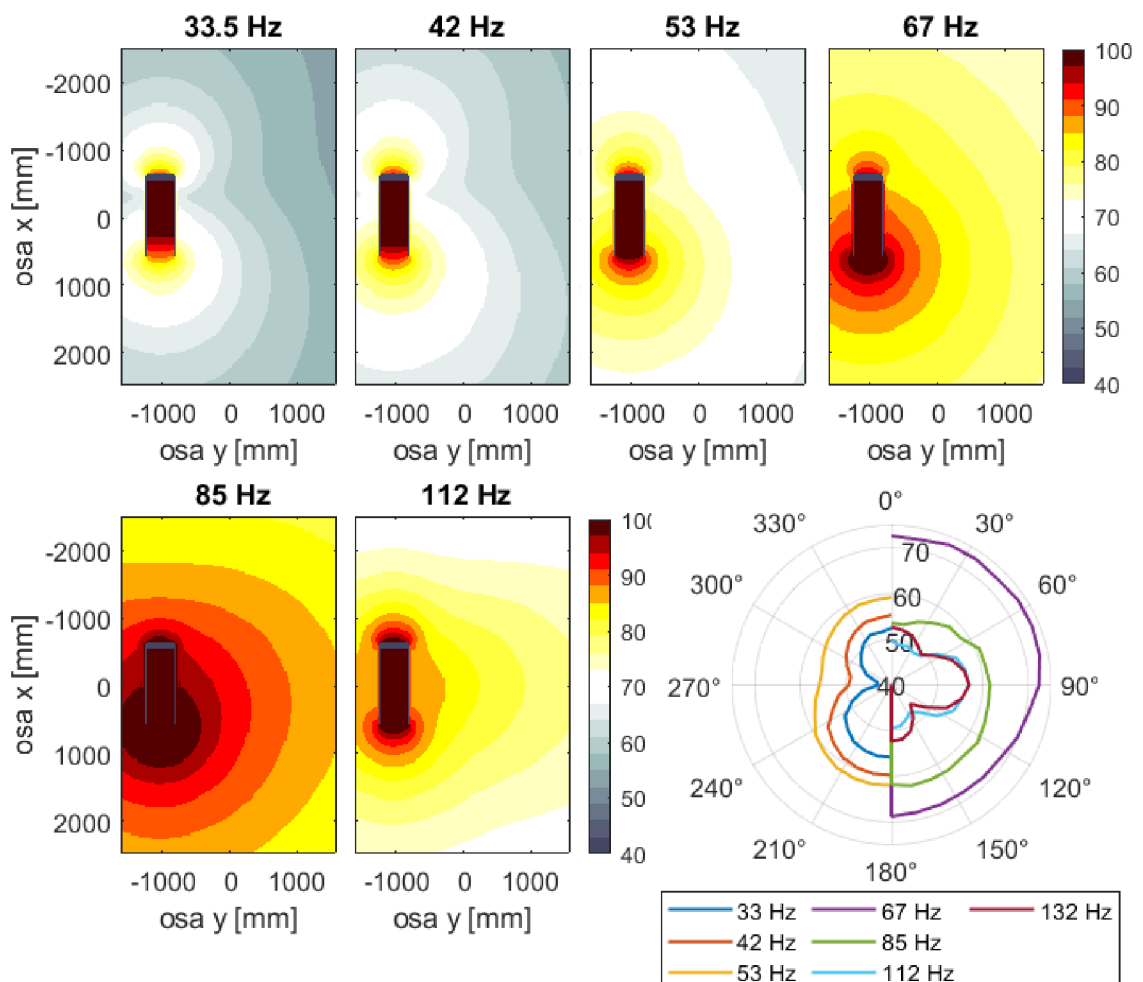 33.5 Hz 42 Hz 53 Hz 67 Hz
-2000
-1000
0
1000
2000
osa x [mm]
-1000 0 1000
-1000 0 1000
-1000 0 1000
-1000 0 1000
osa y [mm] osa y [mm] osa y [mm] osa y [mm]
100
90
80
70
60
50
40
85 Hz 112 Hz
-2000
-1000
0
1000
2000
osa x [mm]
-1000 0 1000
-1000 0 1000
osa y [mm] osa y [mm]
100
90
80
70
60
50
40
0°
30°
60°
90°
120°
150°
180°
210°
240°
270°
300°
330°
70
60
50
40
33 Hz 67 Hz 132 Hz
42 Hz 85 Hz
53 Hz 112 Hz